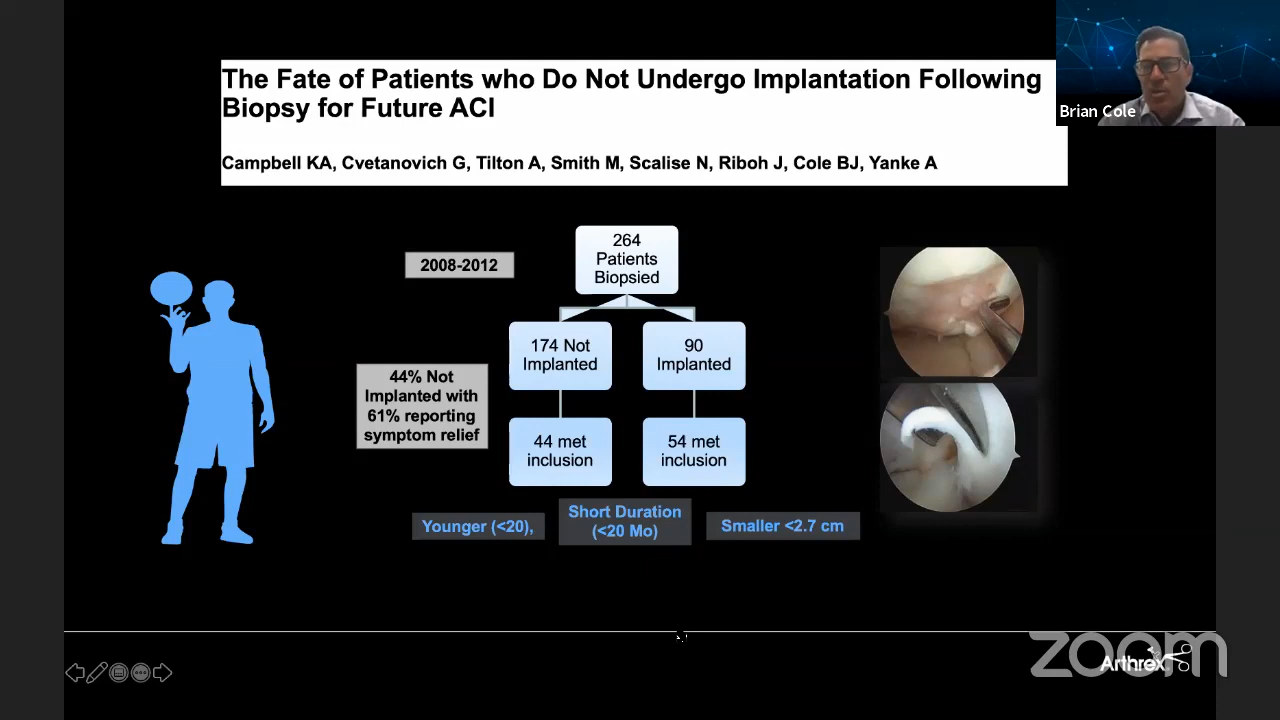 The Fate of Patients who Do Not Undergo Implantation Following
Biopsy for Future ACI
Campbell KA, Cvetanovich G, Tilton A, Smith M, Scalise N, Riboh J, Cole BJ, Yanke A
Brian Cole
2008-2012
264
Patients
Biopsied
174 Not
Implanted
90
Implanted
44% Not
Implanted with
61% reporting
symptom relief
44 met
inclusion
54 met
inclusion
Younger (<20),
Short Duration
(<20 Mo)
Smaller <2.7 cm
zoom
Arthrex